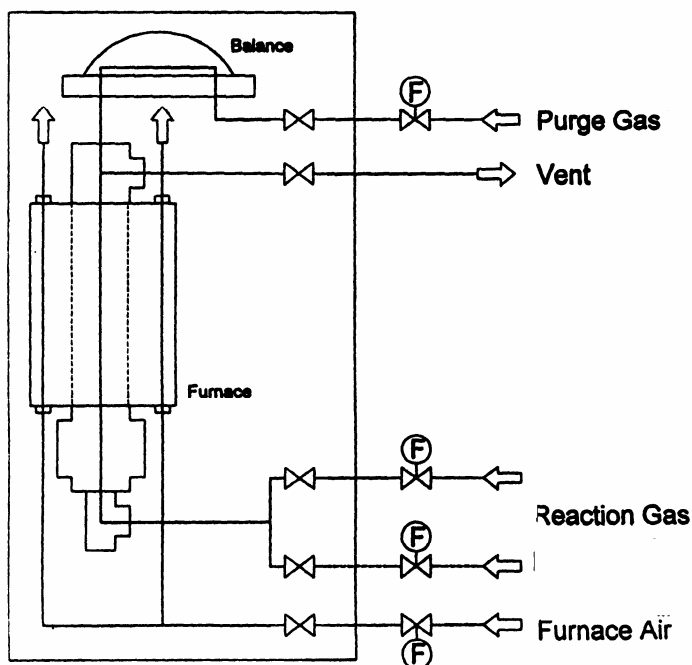 Balance
F
Purge Gas
Vent
Furnace
F
Reaction Gas
F
Furnace Air
F